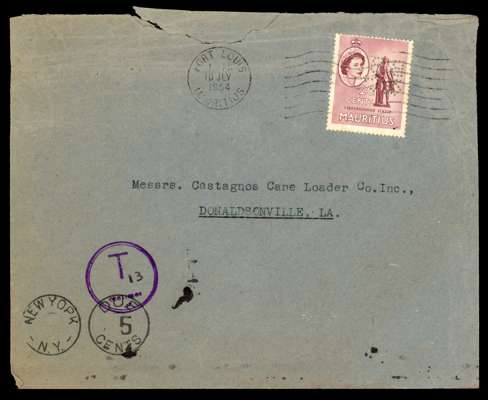 PORT LOUIS
10 JLY
1954
MAURITIUS
CENTS
MAURITIUS
Messrs. Castagnos Cane Loader Co.Inc.,
DONALDSONVILLE, LA.
T
13
NEW YORK
- N.Y. -
DUE
5
CENTS